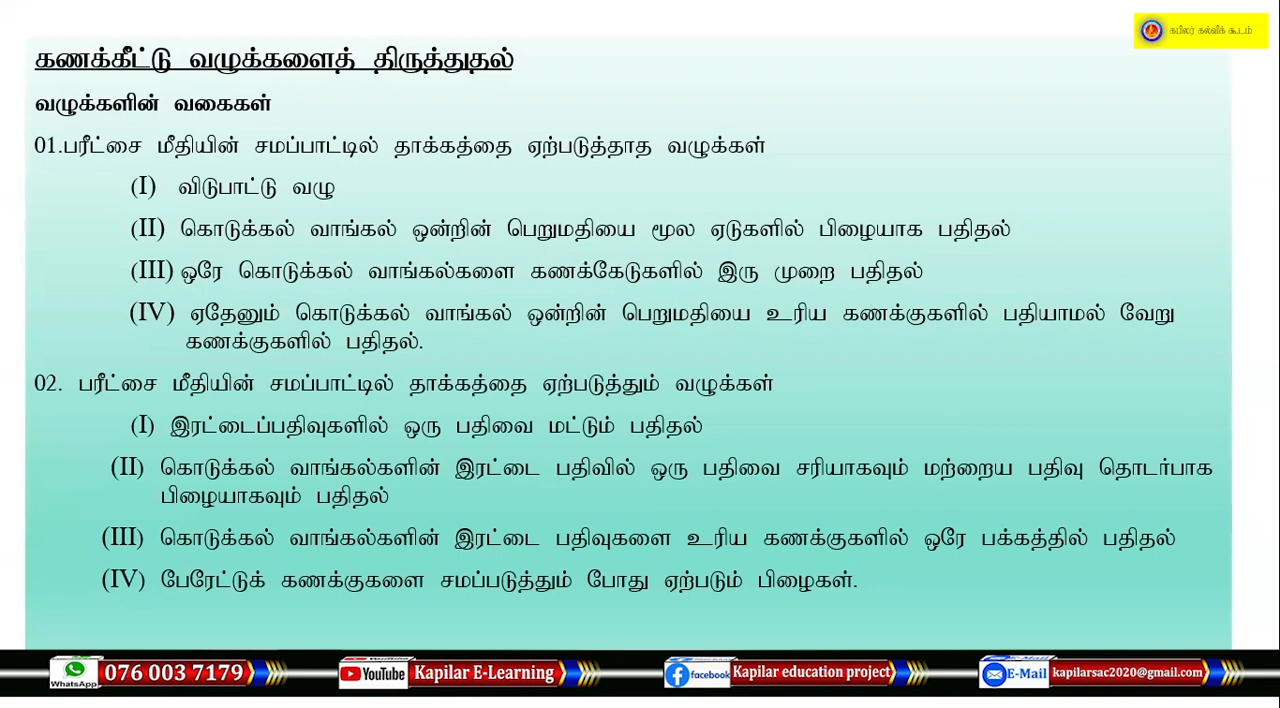 கபிலர் கல்விக் கூடம்
கணக்கீட்டு வழுக்களைத் திருத்துதல்
வழுக்களின் வகைகள்
01.பரீட்சை மீதியின் சமப்பாட்டில் தாக்கத்தை ஏற்படுத்தாத வழுக்கள்
(I) விடுபாட்டு வழு
(II) கொடுக்கல் வாங்கல் ஒன்றின் பெறுமதியை மூல ஏடுகளில் பிழையாக பதிதல்
(III) ஒரே கொடுக்கல் வாங்கல்களை கணக்கேடுகளில் இரு முறை பதிதல்
(IV) ஏதேனும் கொடுக்கல் வாங்கல் ஒன்றின் பெறுமதியை உரிய கணக்குகளில் பதியாமல் வேறு
கணக்குகளில் பதிதல்.
02. பரீட்சை மீதியின் சமப்பாட்டில் தாக்கத்தை ஏற்படுத்தும் வழுக்கள்
(I) இரட்டைப்பதிவுகளில் ஒரு பதிவை மட்டும் பதிதல்
(II) கொடுக்கல் வாங்கல்களின் இரட்டை பதிவில் ஒரு பதிவை சரியாகவும் மற்றைய பதிவு தொடர்பாக
பிழையாகவும் பதிதல்
(III) கொடுக்கல் வாங்கல்களின் இரட்டை பதிவுகளை உரிய கணக்குகளில் ஒரே பக்கத்தில் பதிதல்
(IV) பேரேட்டுக் கணக்குகளை சமப்படுத்தும் போது ஏற்படும் பிழைகள்.
WhatsApp 076 003 7179 YouTube Kapilar E-Learning facebook Kapilar education project E-Mail kapilarsac2020@gmail.com